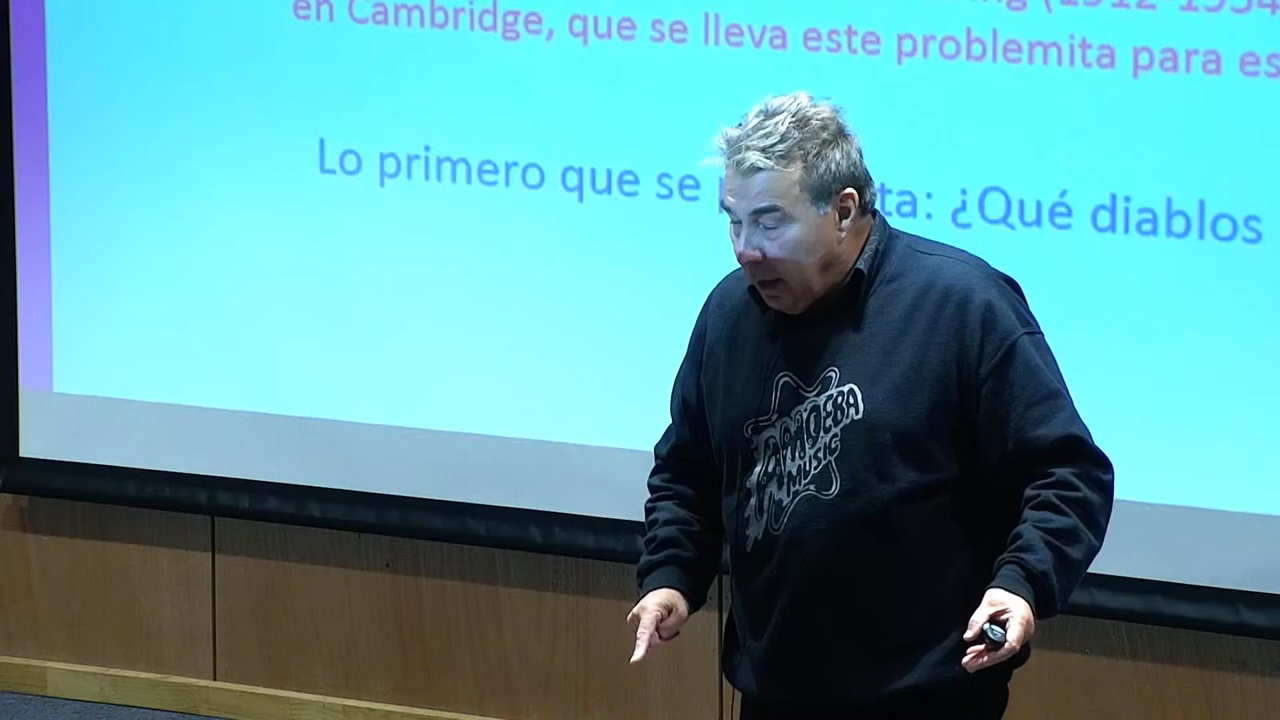 en Cambridge, que se lleva este problemita para es
Lo primero que se ta: ¿Qué diablos
AMOEBA
MUSIC